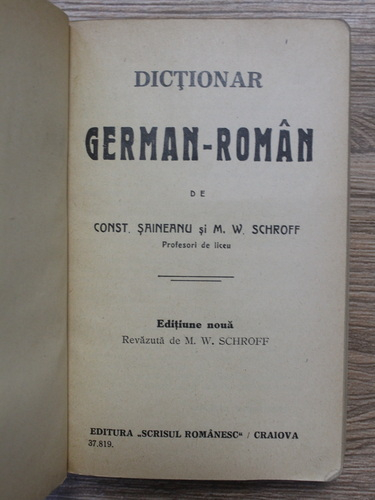 DICȚIONAR
GERMAN-ROMÂN
DE
CONST. ȘAINEANU și M. W. SCHROFF
Profesori de liceu
Edițiune nouă
Revăzută de M. W. SCHROFF
EDITURA „SCRISUL ROMÂNESC" / CRAIOVA
37.819.